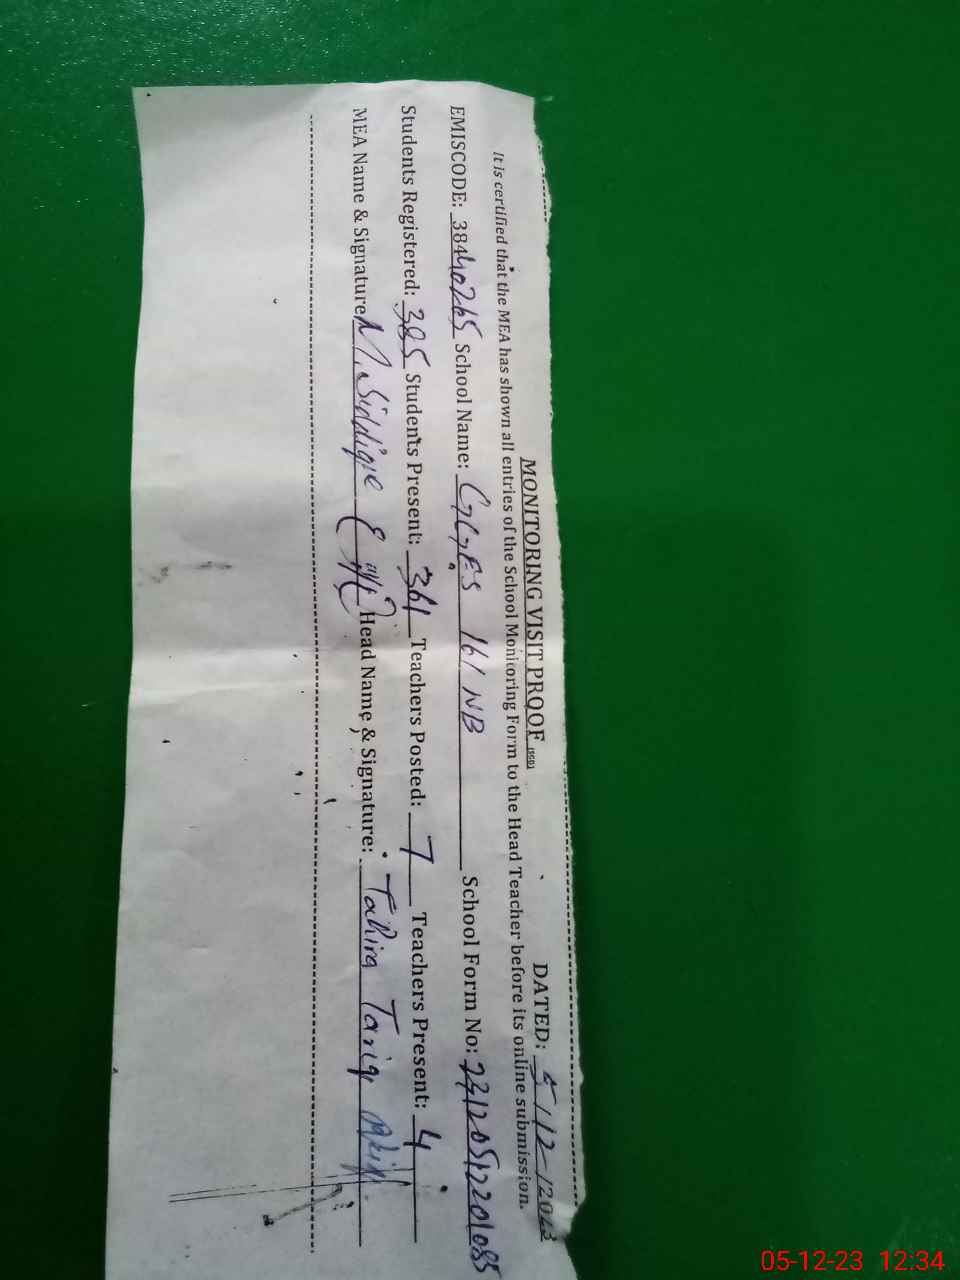 MONITORING VISIT PROOF (SGD) DATED: 5/12/2023
It is certified that the MEA has shown all entries of the School Monitoring Form to the Head Teacher before its online submission.
EMISCODE: 38440265 School Name: GGES 161 NB School Form No: 231205122201085
Students Registered: 385 Students Present: 361 Teachers Posted: 7 Teachers Present: 4
MEA Name & Signature M. Siddique Head Name & Signature: Tahira Tariq
05-12-23 12:34